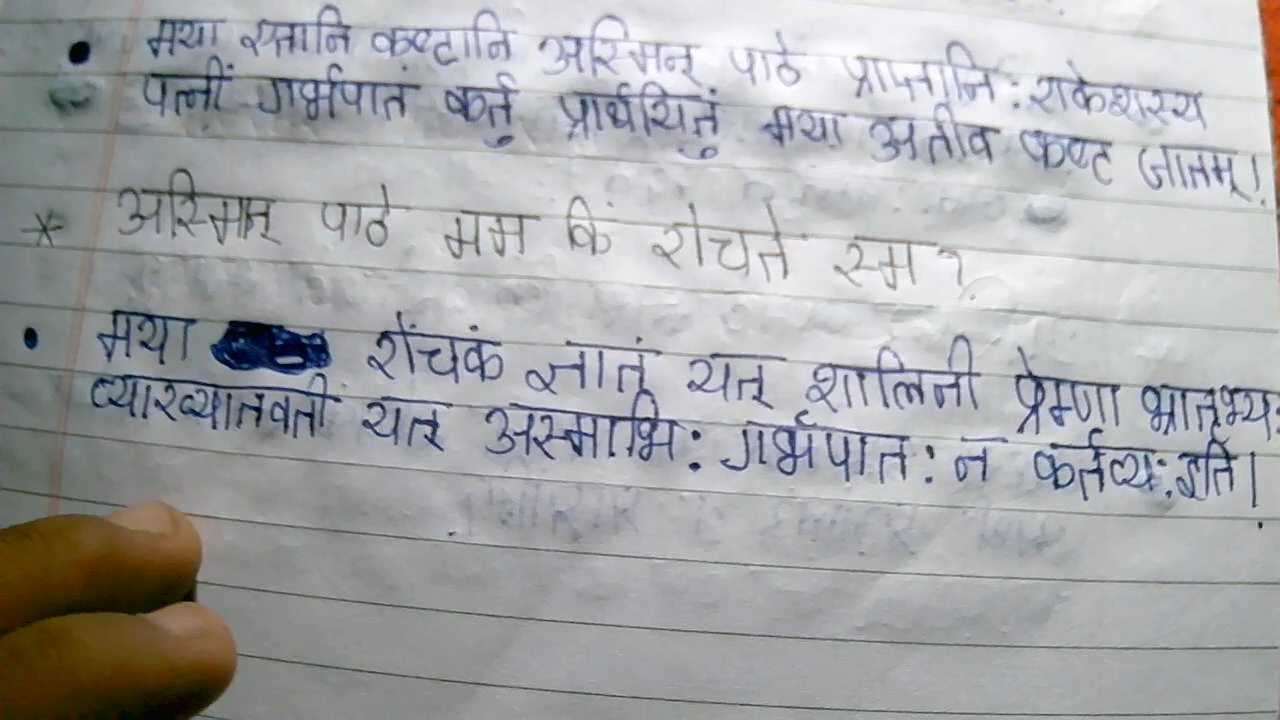 • मया एतानि कष्टानि अस्मिन् पाठे प्राप्तानि : राकेशस्य
पत्नीं गर्भपातं कर्तुं प्रार्थयितुं मया अतीव कष्ट जातम्।
* अस्मिन् पाठे मम किं रोचते स्म ?
• मया रोंचकं ज्ञातुं यत् शालिनी प्रेम्णा भ्रातृभ्यः
व्याख्यातवती यत् अस्माभि: गर्भपात: न कर्तव्य: इति।